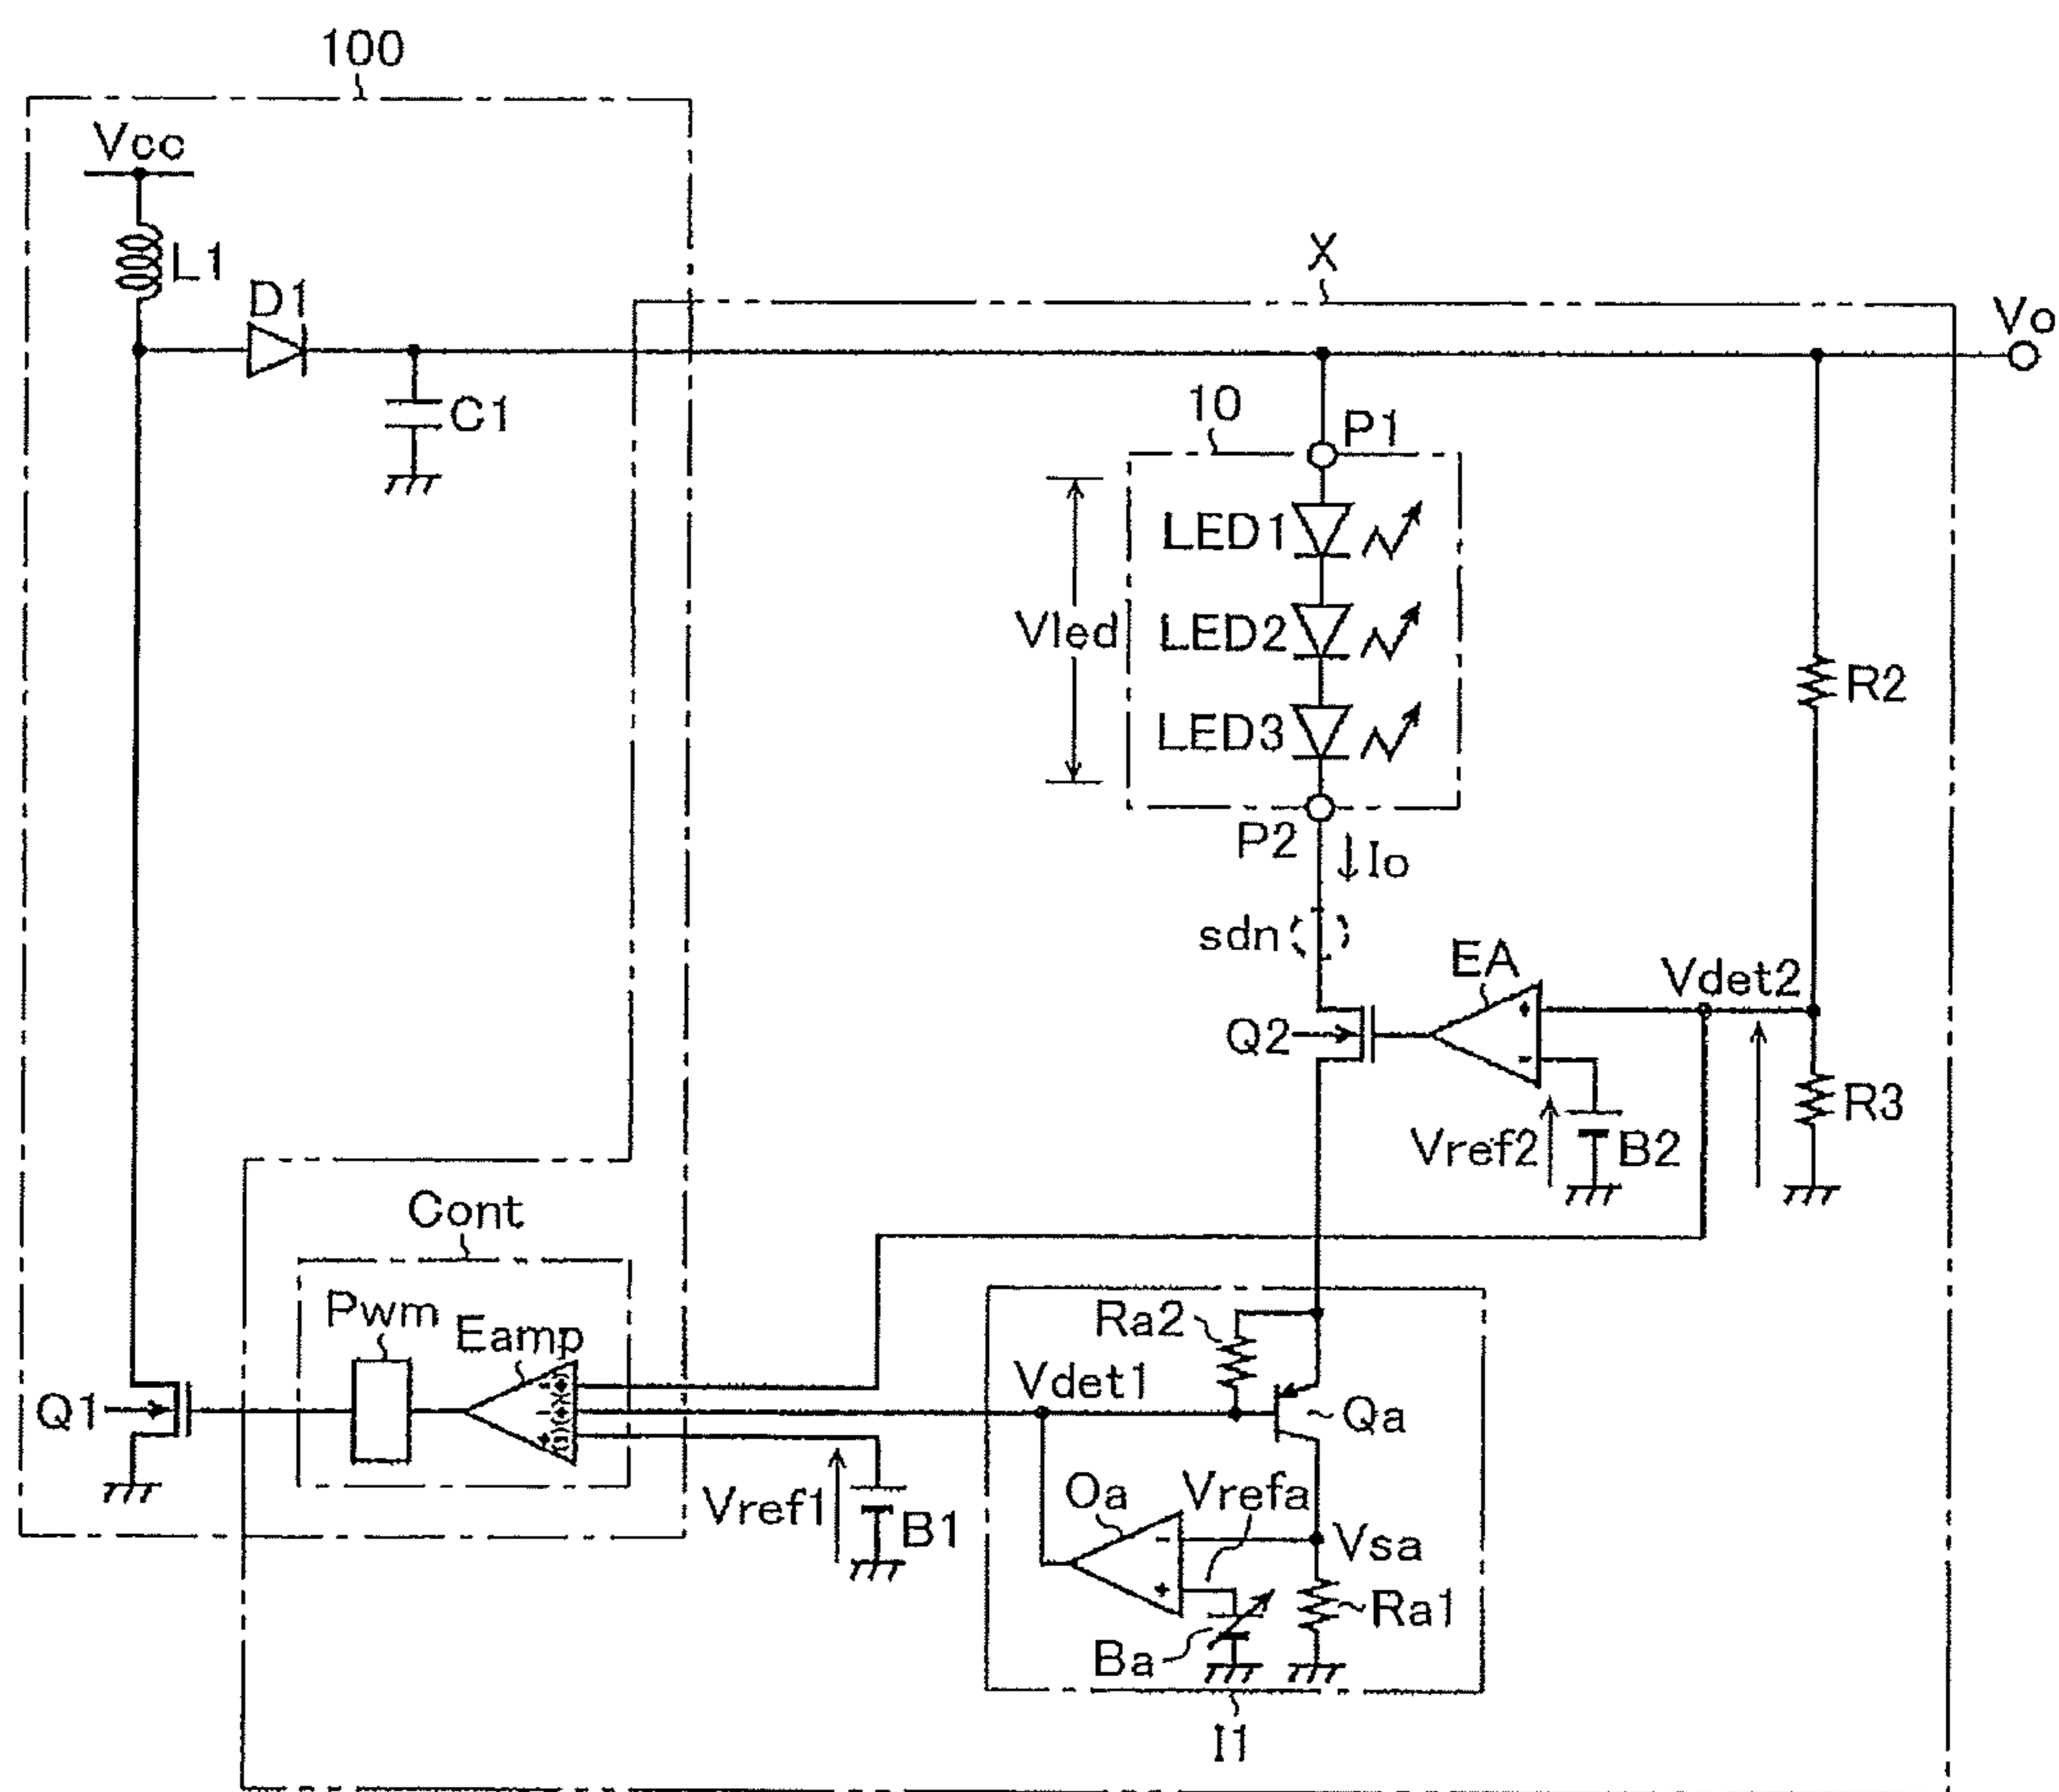 100
Vcc
L1
D1
C1
X
Vo
10
P1
LED1
LED2
LED3
Vled
P2
Io
R2
sdn
EA
Vdet2
Q2
+
-
Vref2
B2
R3
Cont
Pwm
Eamp
Q1
Vref1
B1
Ra2
Vdet1
Qa
Oa
Vrefa
-
+
Vsa
Ra1
Ba
I1